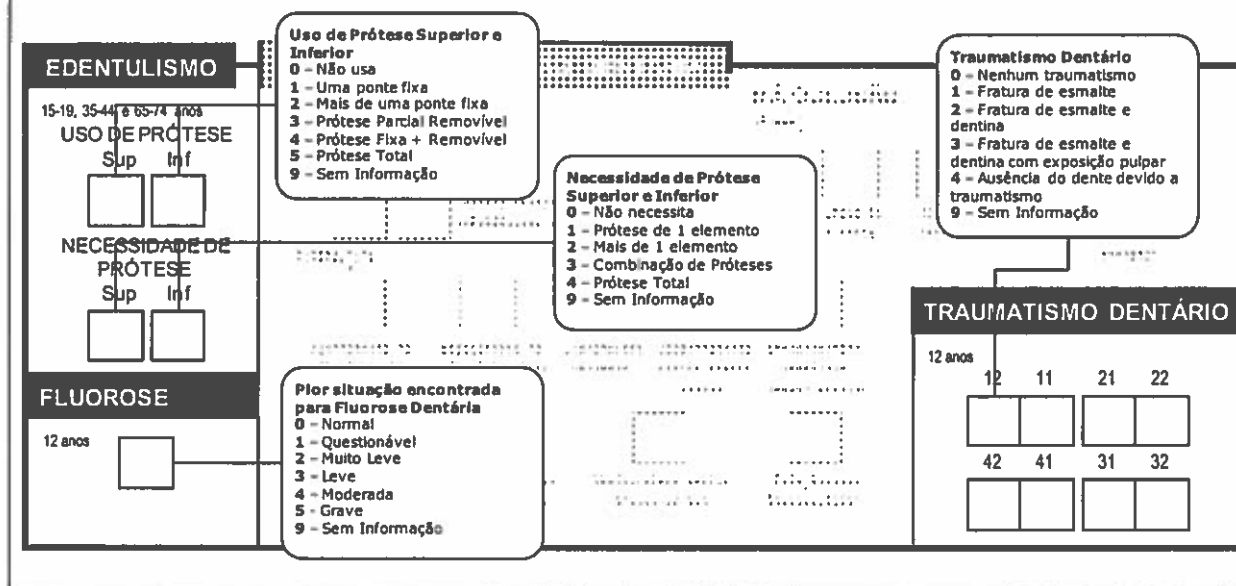 EDENTULISMO
15-19, 35-44, e 65-74 anos
USO DE PRÓTESE
Sup Inf
NECESSIDADE DE
PRÓTESE
Sup Inf
FLUOROSE
12 anos
Uso de Prótese Superior e
Inferior
0 – Não usa
1 – Uma ponte fixa
2 – Mais de uma ponte fixa
3 – Prótese Parcial Removível
4 – Prótese Fixa + Removível
5 – Prótese Total
9 – Sem Informação
Necessidade de Prótese
Superior e Inferior
0 – Não necessita
1 – Prótese de 1 elemento
2 – Mais de 1 elemento
3 – Combinação de Próteses
4 – Prótese Total
9 – Sem Informação
Pior situação encontrada
para Fluorose Dentária
0 – Normal
1 – Questionável
2 – Muito Leve
3 – Leve
4 – Moderada
5 – Grave
9 – Sem Informação
Traumatismo Dentário
0 – Nenhum traumatismo
1 – Fratura de esmalte
2 – Fratura de esmalte e
dentina
3 – Fratura de esmalte e
dentina com exposição pulpar
4 – Ausência do dente devido a
traumatismo
9 – Sem Informação
TRAUMATISMO DENTÁRIO
12 anos
12 11 21 22
42 41 31 32